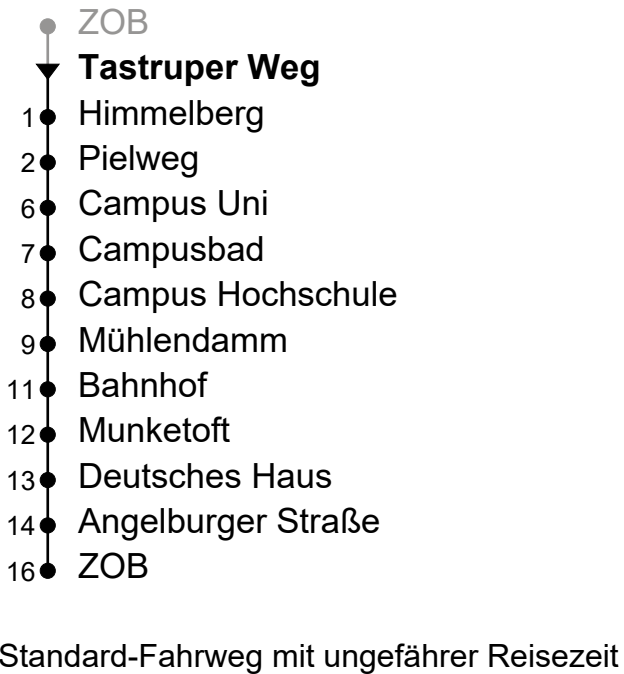 ZOB
Tastruper Weg
1 Himmelberg
2 Pielweg
6 Campus Uni
7 Campusbad
8 Campus Hochschule
9 Mühlendamm
11 Bahnhof
12 Munketoft
13 Deutsches Haus
14 Angelburger Straße
16 ZOB
Standard-Fahrweg mit ungefährer Reisezeit